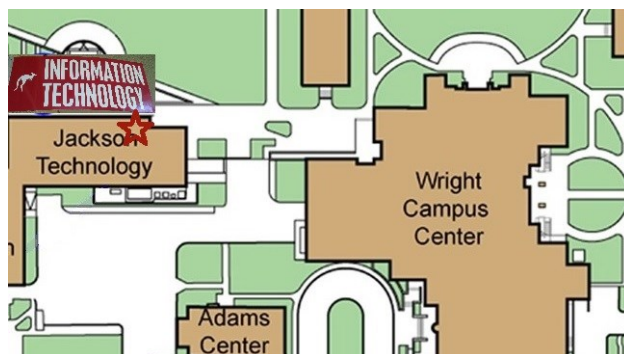 INFORMATION
TECHNOLOGY
Jackson
Technology
Wright
Campus
Center
Adams
Center